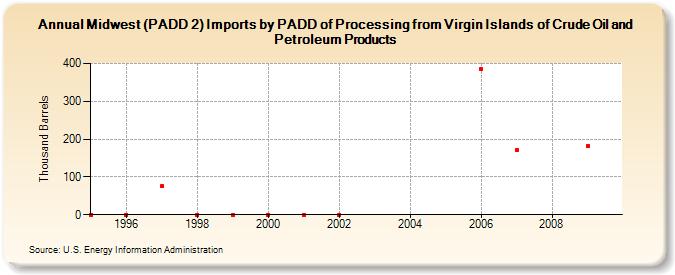 Annual Midwest (PADD 2) Imports by PADD of Processing from Virgin Islands of Crude Oil and
Petroleum Products
Thousand Barrels
400
300
200
100
0
1996 1998 2000 2002 2004 2006 2008
Source: U.S. Energy Information Administration